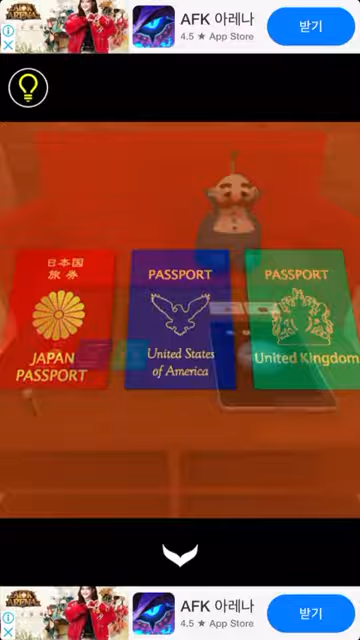 AFK 아레나
4.5 ★ App Store
받기
日本国
旅券
JAPAN
PASSPORT
PASSPORT
United States
of America
PASSPORT
United Kingdom
AFK 아레나
4.5 ★ App Store
받기